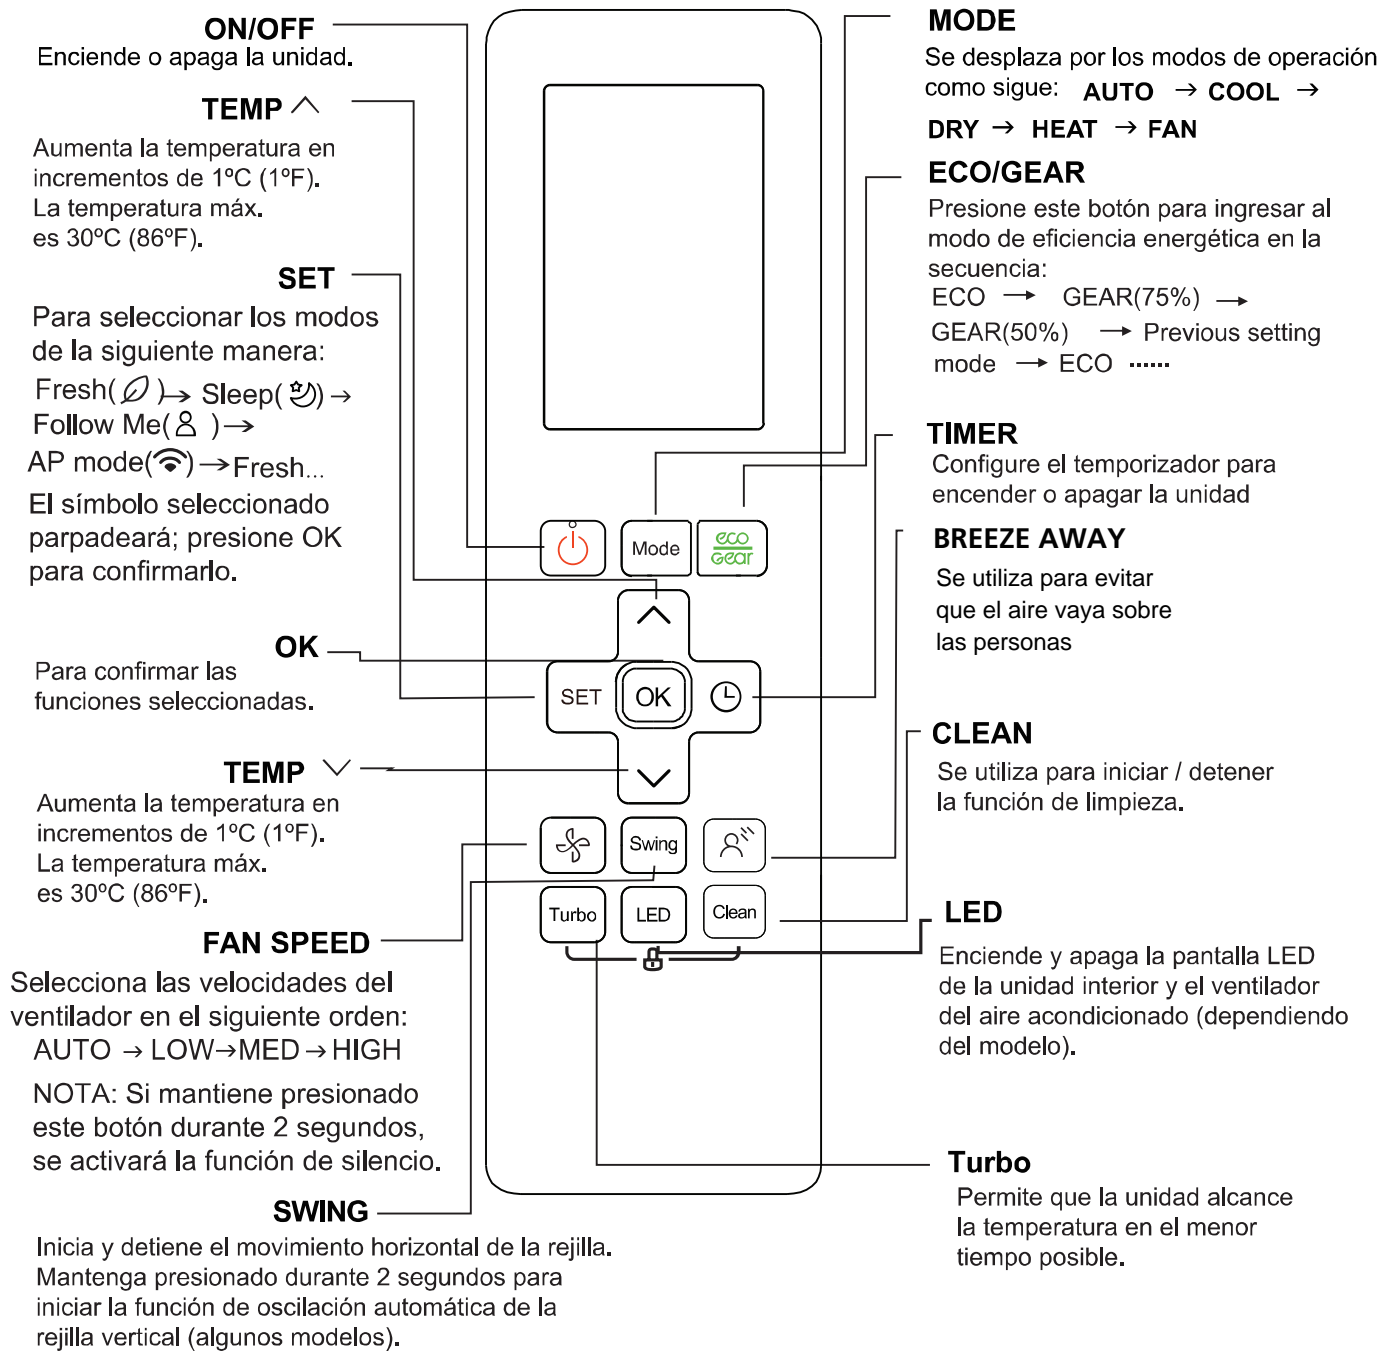 ON/OFF
Enciende o apaga la unidad.
TEMP
Aumenta la temperatura en
incrementos de 1ºC (1ºF).
La temperatura máx.
es 30ºC (86ºF).
SET
Para seleccionar los modos
de la siguiente manera:
Fresh( ) → Sleep( ) →
Follow Me( ) →
AP mode( ) → Fresh...
El símbolo seleccionado
parpadeará; presione OK
para confirmarlo.
OK
Para confirmar las
funciones seleccionadas.
TEMP
Aumenta la temperatura en
incrementos de 1ºC (1ºF).
La temperatura máx.
es 30ºC (86ºF).
FAN SPEED
Selecciona las velocidades del
ventilador en el siguiente orden:
AUTO → LOW→MED → HIGH
NOTA: Si mantiene presionado
este botón durante 2 segundos,
se activará la función de silencio.
SWING
Inicia y detiene el movimiento horizontal de la rejilla.
Mantenga presionado durante 2 segundos para
iniciar la función de oscilación automática de la
rejilla vertical (algunos modelos).
Mode
eco
Gear
SET
OK
Swing
Turbo
LED
Clean
MODE
Se desplaza por los modos de operación
como sigue: AUTO → COOL →
DRY → HEAT → FAN
ECO/GEAR
Presione este botón para ingresar al
modo de eficiencia energética en la
secuencia:
ECO → GEAR(75%) →
GEAR(50%) → Previous setting
mode → ECO ······
TIMER
Configure el temporizador para
encender o apagar la unidad
BREEZE AWAY
Se utiliza para evitar
que el aire vaya sobre
las personas
CLEAN
Se utiliza para iniciar / detener
la función de limpieza.
LED
Enciende y apaga la pantalla LED
de la unidad interior y el ventilador
del aire acondicionado (dependiendo
del modelo).
Turbo
Permite que la unidad alcance
la temperatura en el menor
tiempo posible.